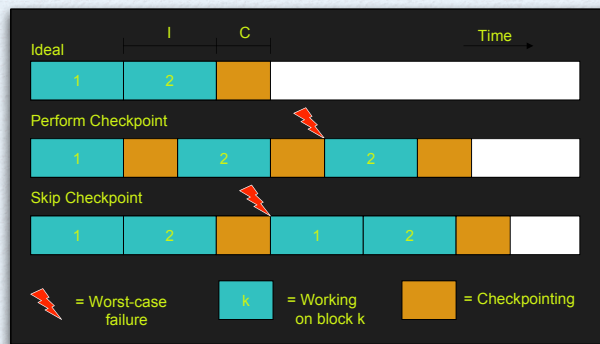 I C
Time
Ideal
1 2
Perform Checkpoint
1 2 2
Skip Checkpoint
1 2 1 2
= Worst-case
failure
k
= Working
on block k
= Checkpointing